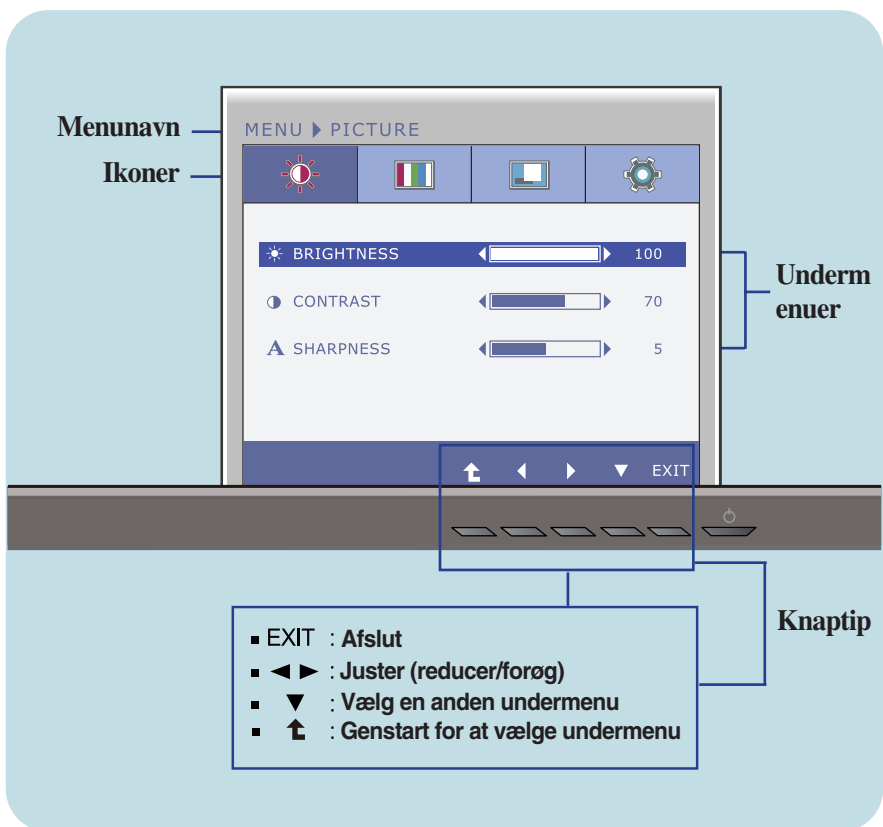 Menunavn
Ikoner
MENU ▶ PICTURE
BRIGHTNESS 100
CONTRAST 70
A SHARPNESS 5
Underm
enuer
EXIT
Knaptip
▪ EXIT : Afslut
▪ ◀ ▶ : Juster (reducer/forøg)
▪ ▼ : Vælg en anden undermenu
▪ ⮤ : Genstart for at vælge undermenu